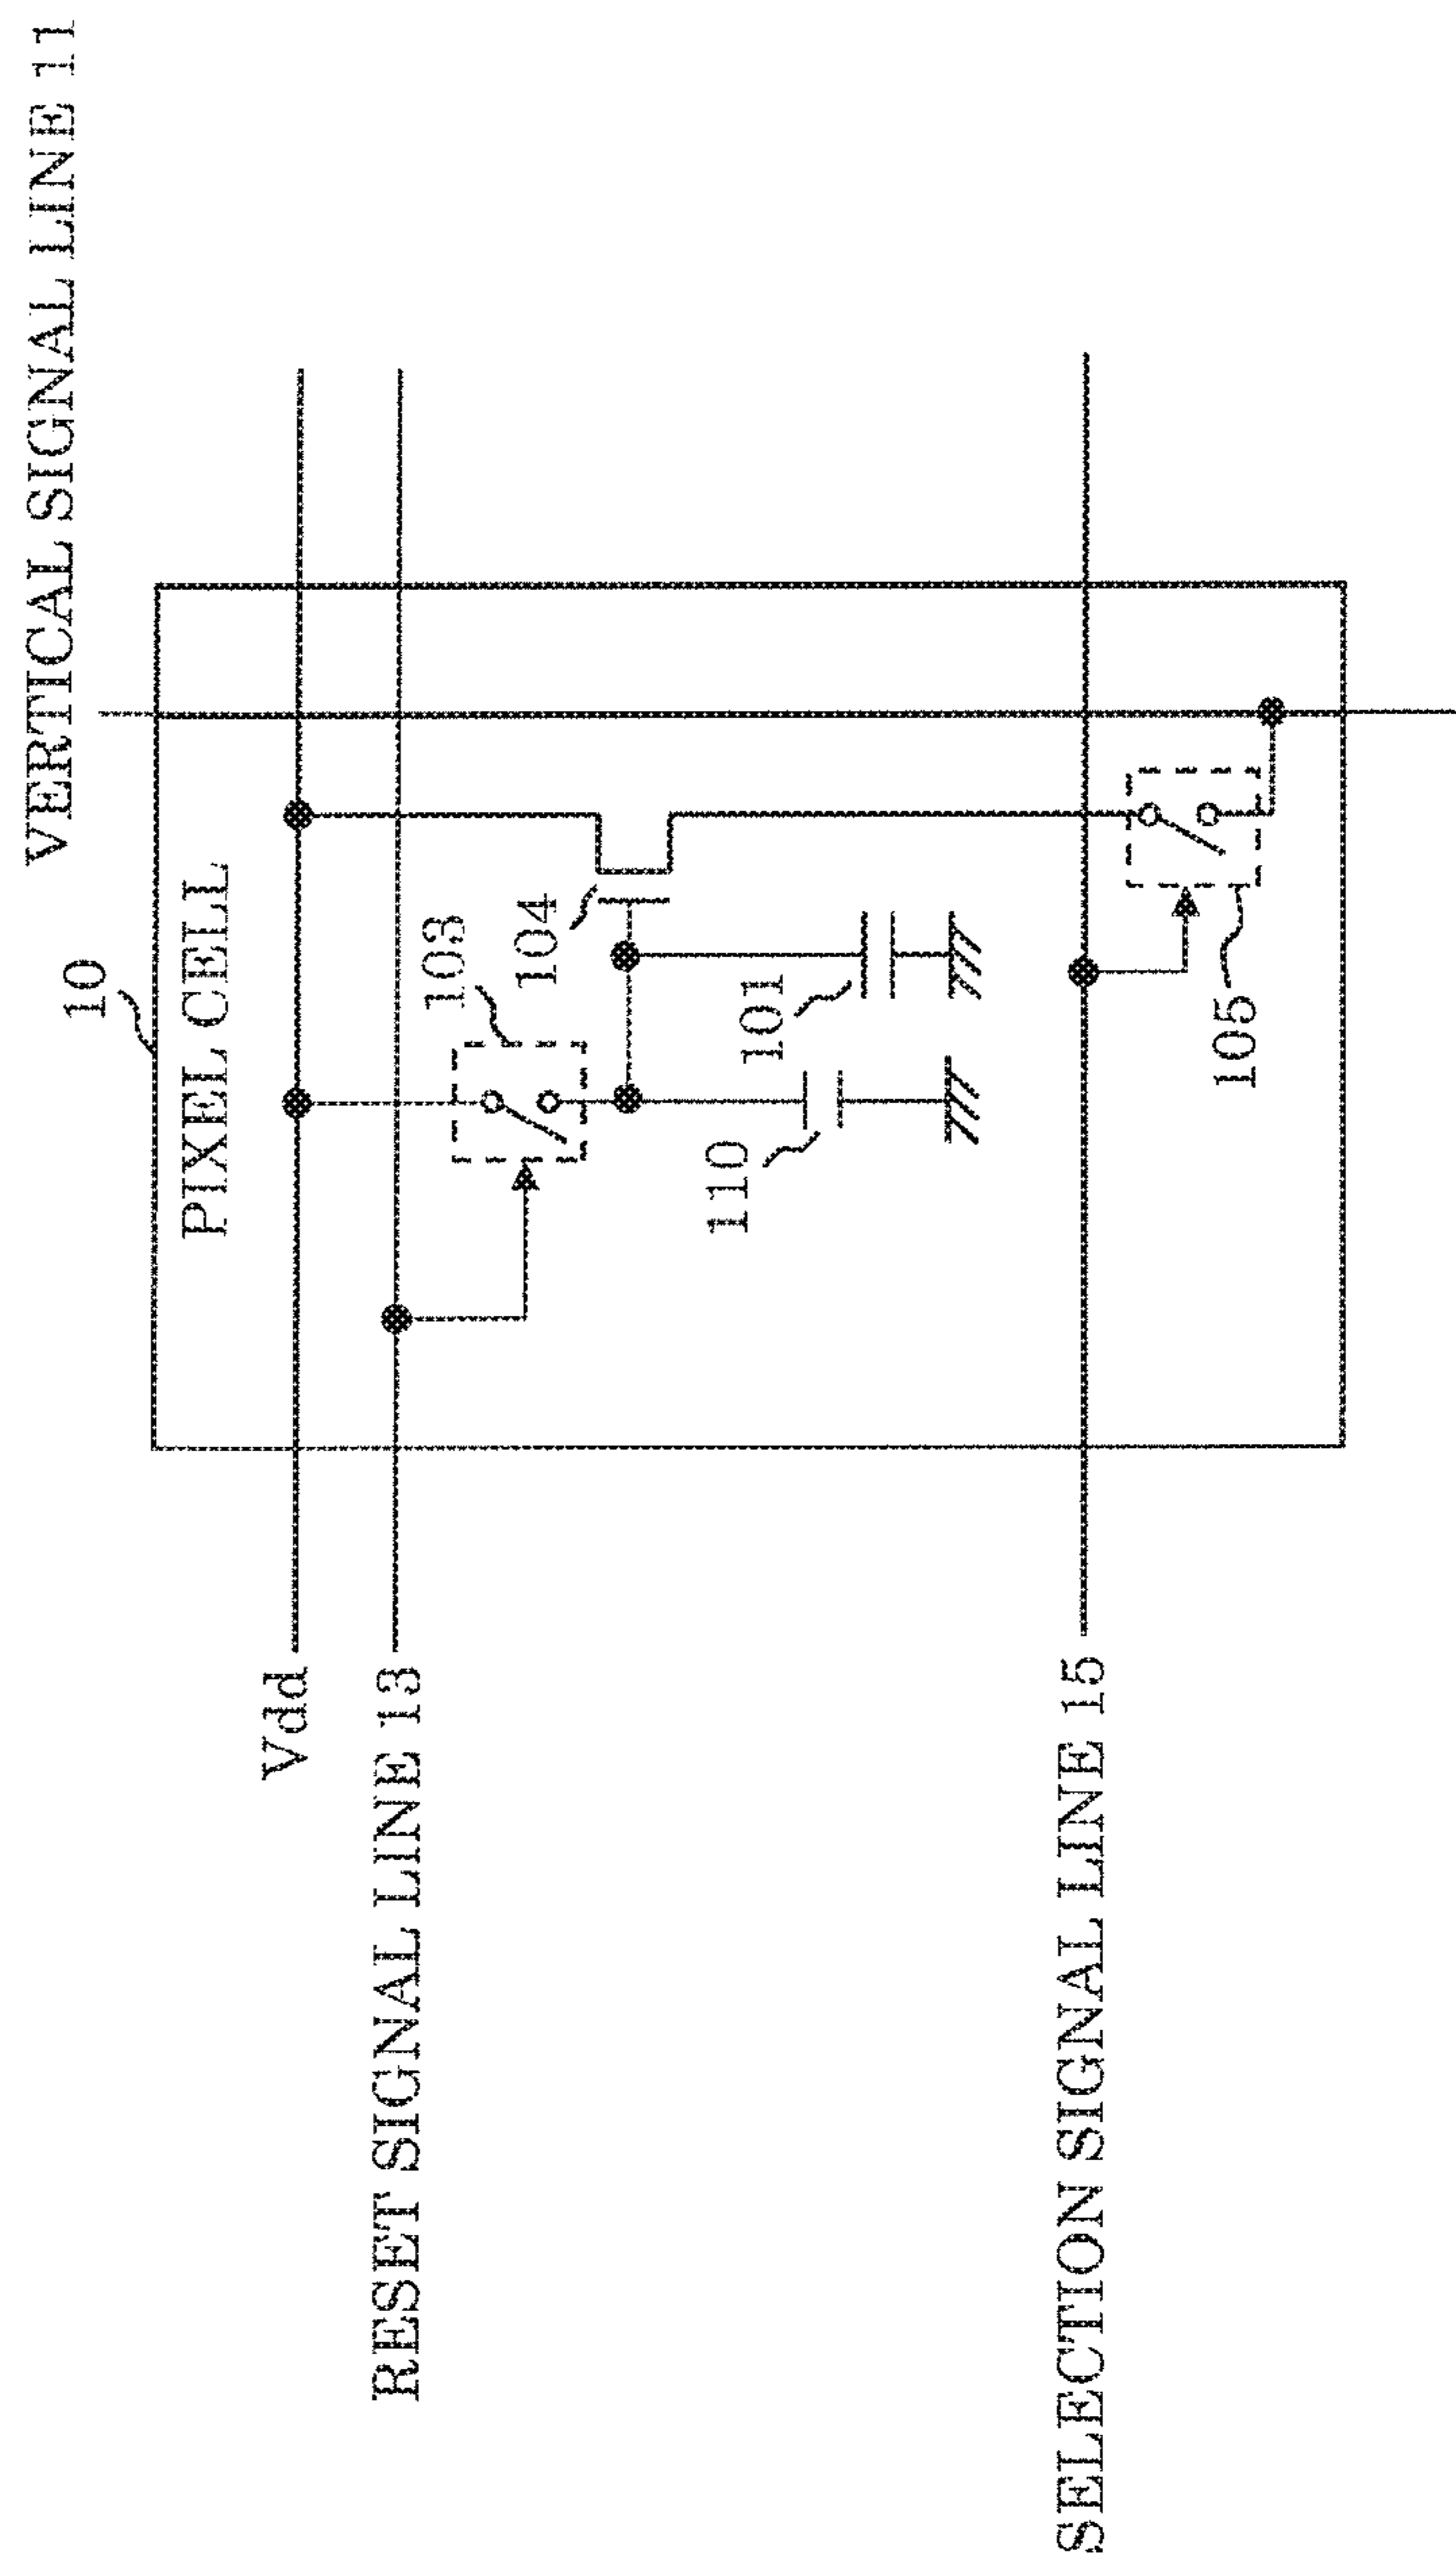 VERTICAL SIGNAL LINE 11
10
PIXEL CELL
Vdd
RESET SIGNAL LINE 13
103
104
110
101
SELECTION SIGNAL LINE 15
105